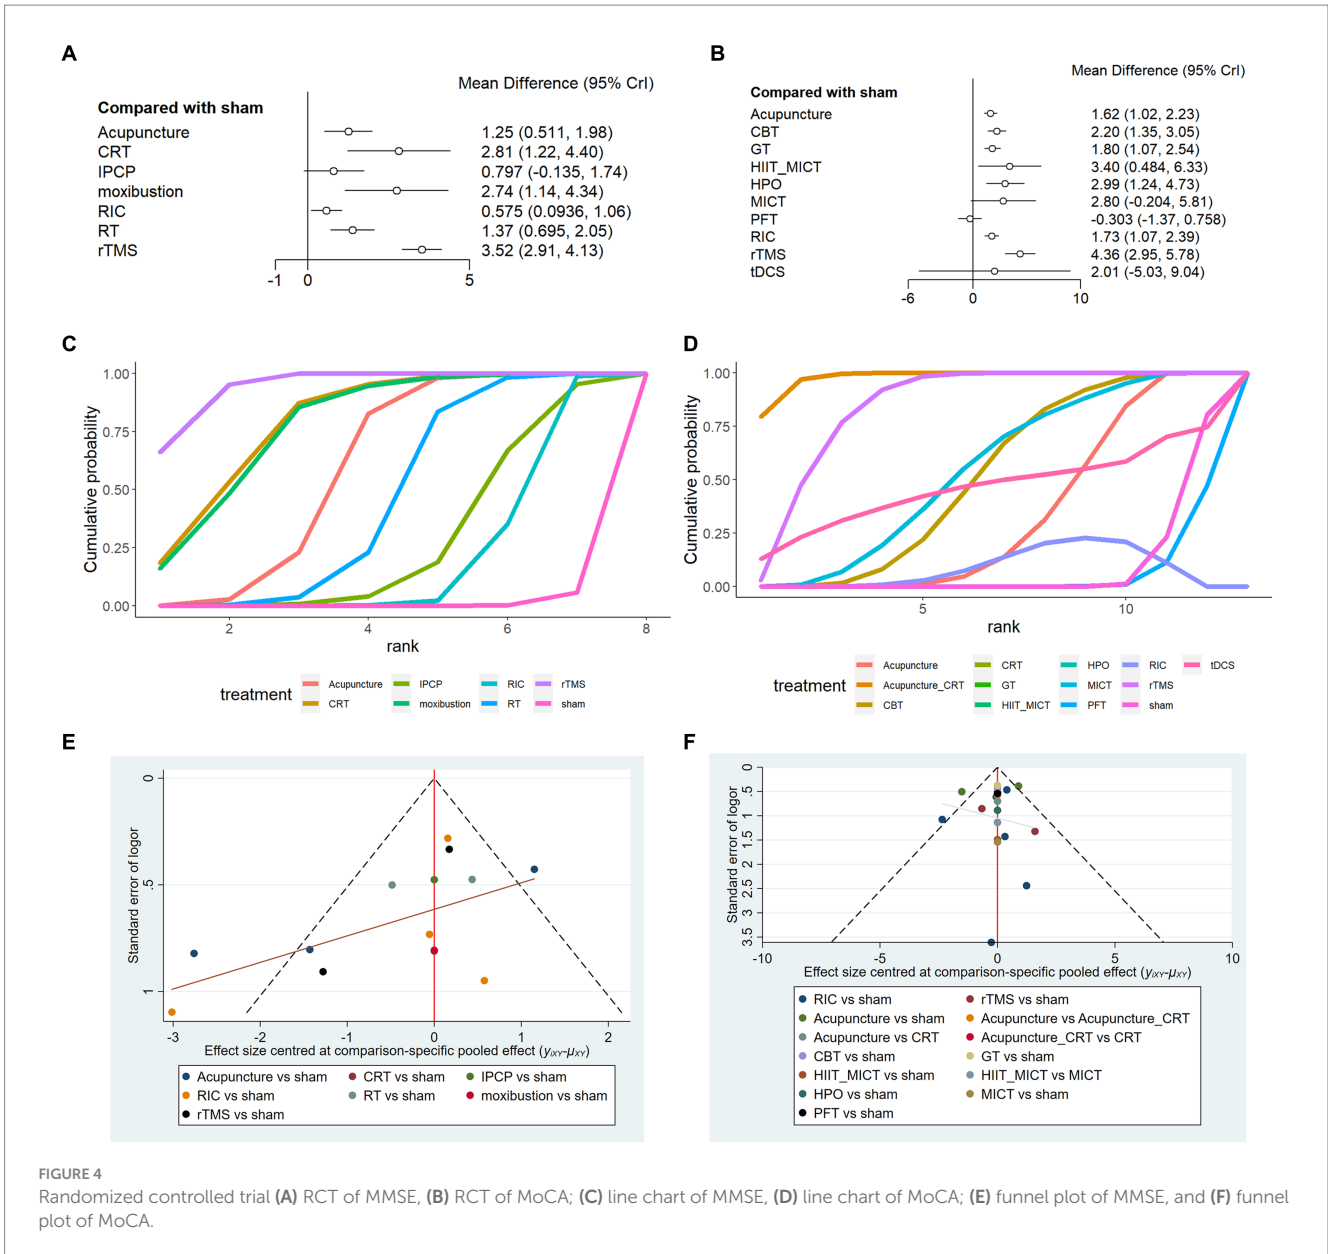 A
Mean Difference (95% CrI)
Compared with sham
Acupuncture 1.25 (0.511, 1.98)
CRT 2.81 (1.22, 4.40)
IPCP 0.797 (-0.135, 1.74)
moxibustion 2.74 (1.14, 4.34)
RIC 0.575 (0.0936, 1.06)
RT 1.37 (0.695, 2.05)
rTMS 3.52 (2.91, 4.13)
-1 0 5
B
Mean Difference (95% CrI)
Compared with sham
Acupuncture 1.62 (1.02, 2.23)
CBT 2.20 (1.35, 3.05)
GT 1.80 (1.07, 2.54)
HIIT_MICT 3.40 (0.484, 6.33)
HPO 2.99 (1.24, 4.73)
MICT 2.80 (-0.204, 5.81)
PFT -0.303 (-1.37, 0.758)
RIC 1.73 (1.07, 2.39)
rTMS 4.36 (2.95, 5.78)
tDCS 2.01 (-5.03, 9.04)
-6 0 10
C
Cumulative probability
1.00
0.75
0.50
0.25
0.00
2 4 6 8
rank
treatment
Acupuncture IPCP RIC rTMS
CRT moxibustion RT sham
D
Cumulative probability
1.00
0.75
0.50
0.25
0.00
5 10
rank
treatment
Acupuncture CRT HPO RIC tDCS
Acupuncture_CRT GT MICT rTMS
CBT HIIT_MICT PFT sham
E
Standard error of logor
0
.5
1
-3 -2 -1 0 1 2
Effect size centred at comparison-specific pooled effect (yiXY-μXY)
Acupuncture vs sham CRT vs sham IPCP vs sham
RIC vs sham RT vs sham moxibustion vs sham
rTMS vs sham
F
Standard error of logor
0
.5
1
1.5
2
2.5
3
3.5
-10 -5 0 5 10
Effect size centred at comparison-specific pooled effect (yiXY-μXY)
RIC vs sham rTMS vs sham
Acupuncture vs sham Acupuncture vs Acupuncture_CRT
Acupuncture vs CRT Acupuncture_CRT vs CRT
CBT vs sham GT vs sham
HIIT_MICT vs sham HIIT_MICT vs MICT
HPO vs sham MICT vs sham
PFT vs sham
FIGURE 4
Randomized controlled trial (A) RCT of MMSE, (B) RCT of MoCA; (C) line chart of MMSE, (D) line chart of MoCA; (E) funnel plot of MMSE, and (F) funnel
plot of MoCA.